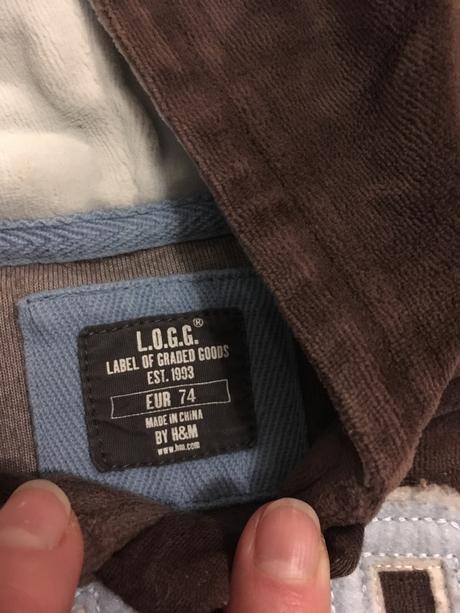 L.O.G.G.®
LABEL OF GRADED GOODS
EST. 1993
EUR 74
MADE IN CHINA
BY H&M
www.hm.com